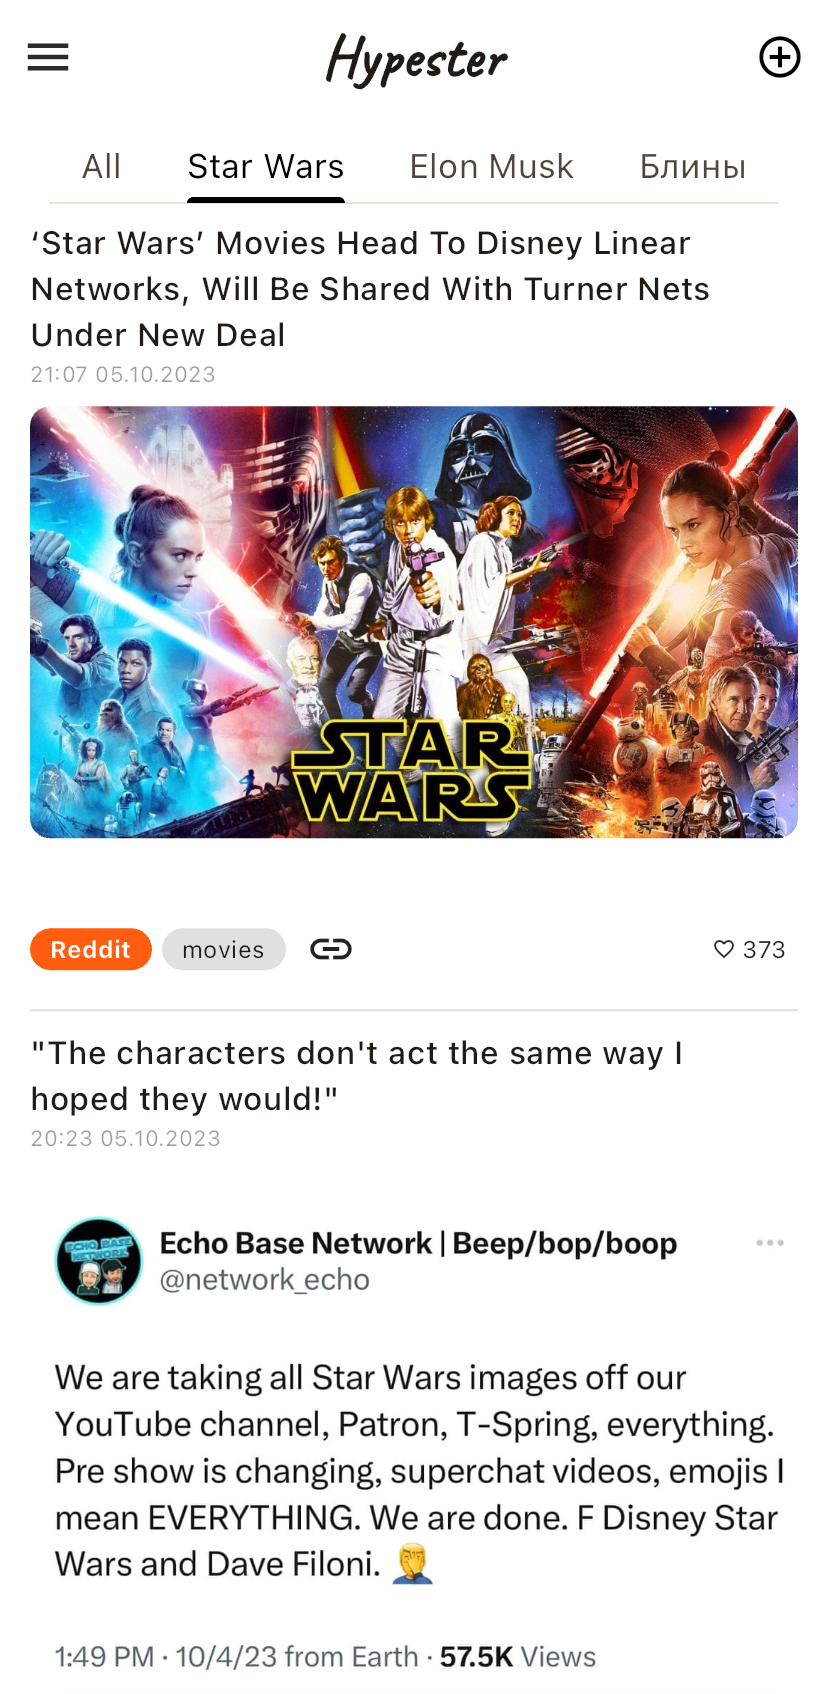 Hypester
All
Star Wars
Elon Musk
Блины
‘Star Wars’ Movies Head To Disney Linear
Networks, Will Be Shared With Turner Nets
Under New Deal
21:07 05.10.2023
STAR
WARS
Reddit
movies
373
"The characters don't act the same way I
hoped they would!"
20:23 05.10.2023
ECHO BASE
NETWORK
Echo Base Network | Beep/bop/boop
@network_echo
We are taking all Star Wars images off our
YouTube channel, Patron, T-Spring, everything.
Pre show is changing, superchat videos, emojis I
mean EVERYTHING. We are done. F Disney Star
Wars and Dave Filoni. 🤦‍♂️
1:49 PM · 10/4/23 from Earth · 57.5K Views